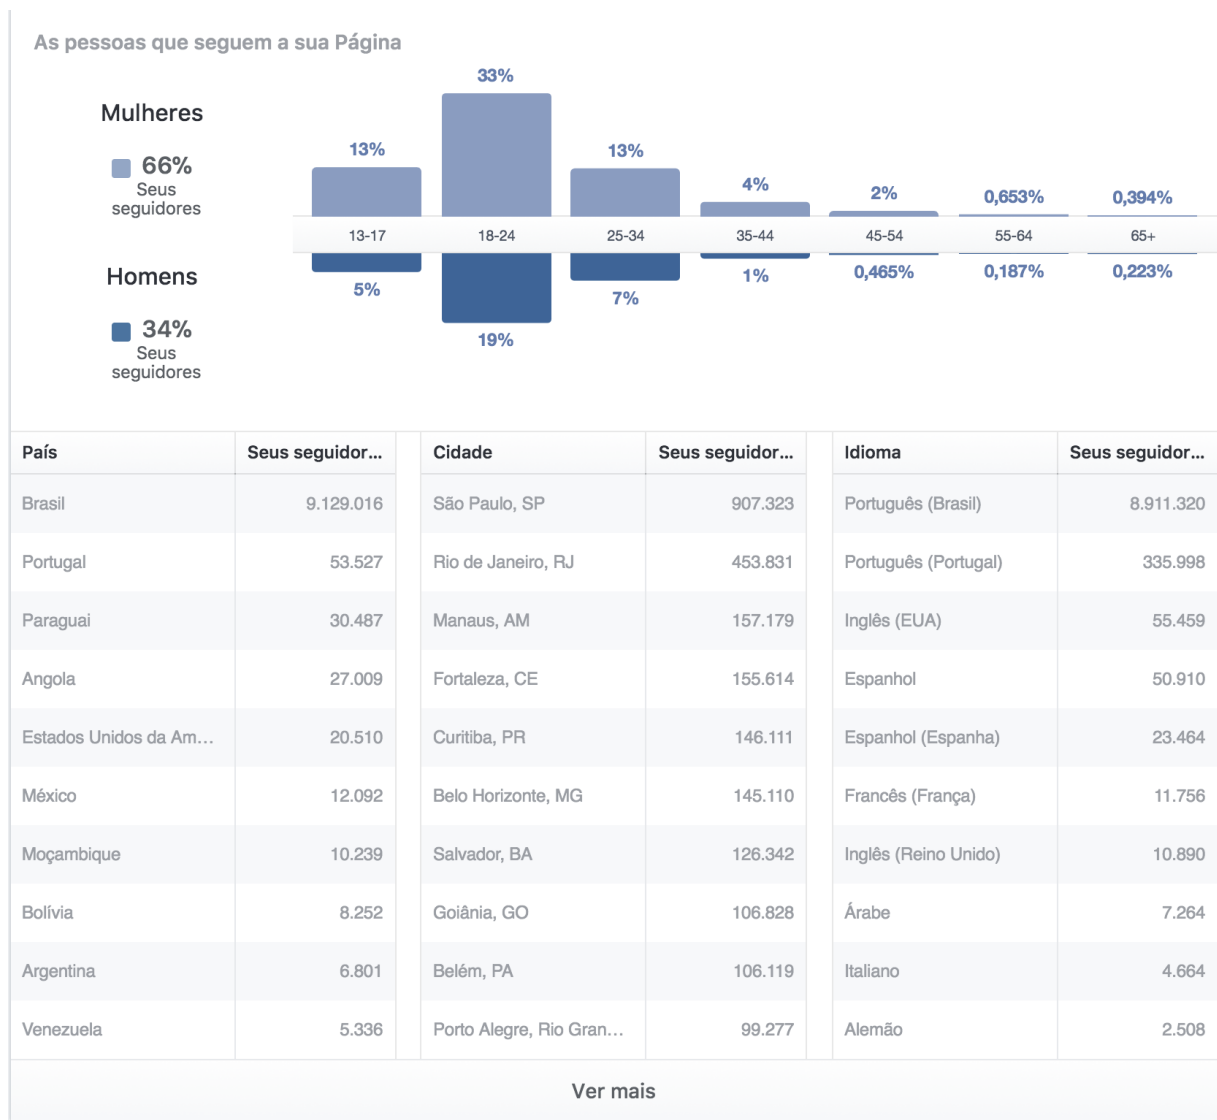 As pessoas que seguem a sua Página
Mulheres
66%
Seus
seguidores
Homens
34%
Seus
seguidores
33%
13%
13%
4%
2%
0,653%
0,394%
13-17
18-24
25-34
35-44
45-54
55-64
65+
5%
19%
7%
1%
0,465%
0,187%
0,223%
País Seus seguidor... Cidade Seus seguidor... Idioma Seus seguidor...
Brasil 9.129.016 São Paulo, SP 907.323 Português (Brasil) 8.911.320
Portugal 53.527 Rio de Janeiro, RJ 453.831 Português (Portugal) 335.998
Paraguai 30.487 Manaus, AM 157.179 Inglês (EUA) 55.459
Angola 27.009 Fortaleza, CE 155.614 Espanhol 50.910
Estados Unidos da Am... 20.510 Curitiba, PR 146.111 Espanhol (Espanha) 23.464
México 12.092 Belo Horizonte, MG 145.110 Francês (França) 11.756
Moçambique 10.239 Salvador, BA 126.342 Inglês (Reino Unido) 10.890
Bolívia 8.252 Goiânia, GO 106.828 Árabe 7.264
Argentina 6.801 Belém, PA 106.119 Italiano 4.664
Venezuela 5.336 Porto Alegre, Rio Gran... 99.277 Alemão 2.508
Ver mais